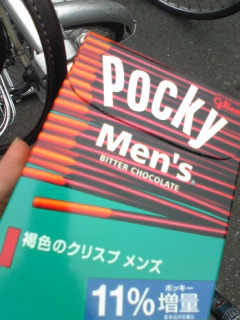 POCKY
Men's
BITTER CHOCOLATE
褐色のクリスプ メンズ
ポッキー
11%増量